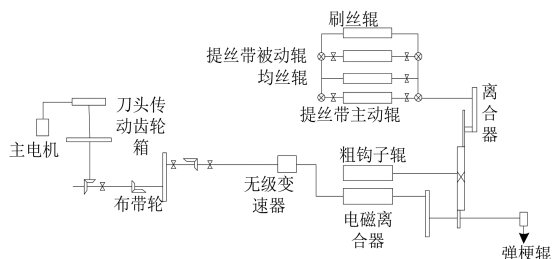 刷丝辊
提丝带被动辊
均丝辊
提丝带主动辊
离合
器
刀头传
动齿轮
箱
主电机
粗钩子辊
无级变
速器
布带轮
电磁离
合器
弹梗辊